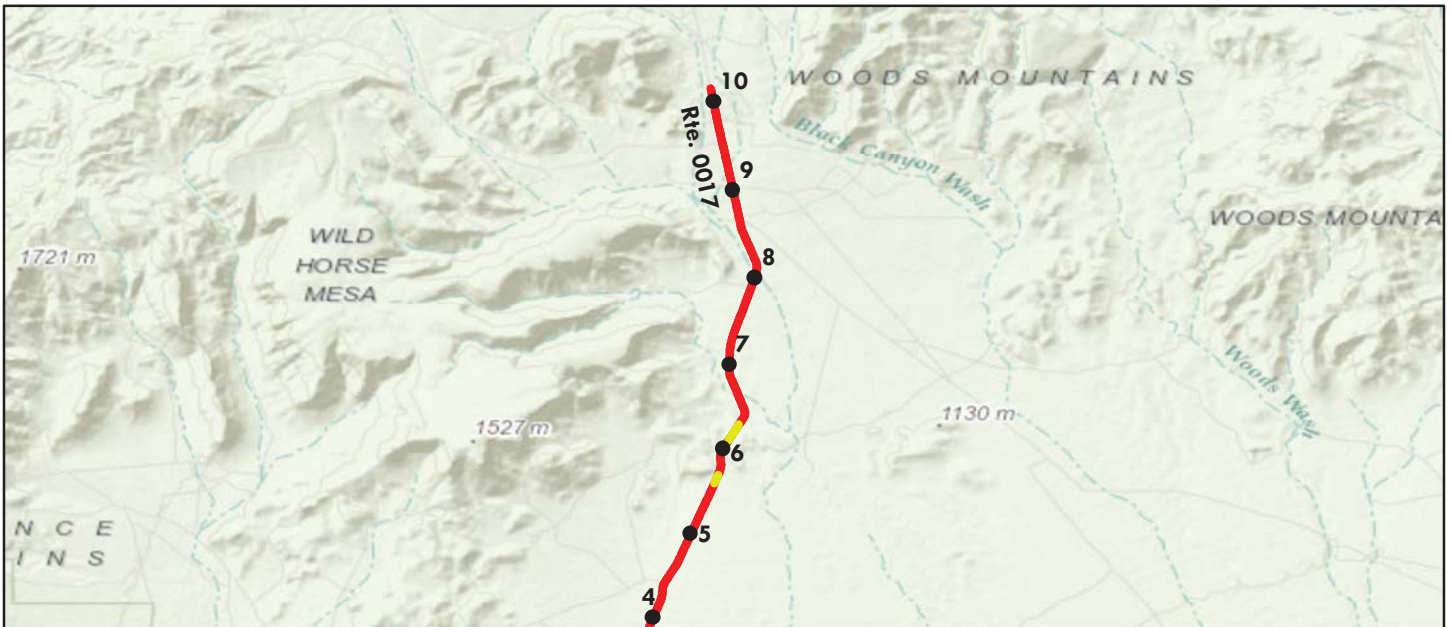 10
WOODS MOUNTAINS
Rte. 0017
Black Canyon Wash
9
WOODS MOUNTA
WILD
HORSE
MESA
1721 m
8
7
Woods Wash
1130 m
1527 m
6
N C E
I N S
5
4